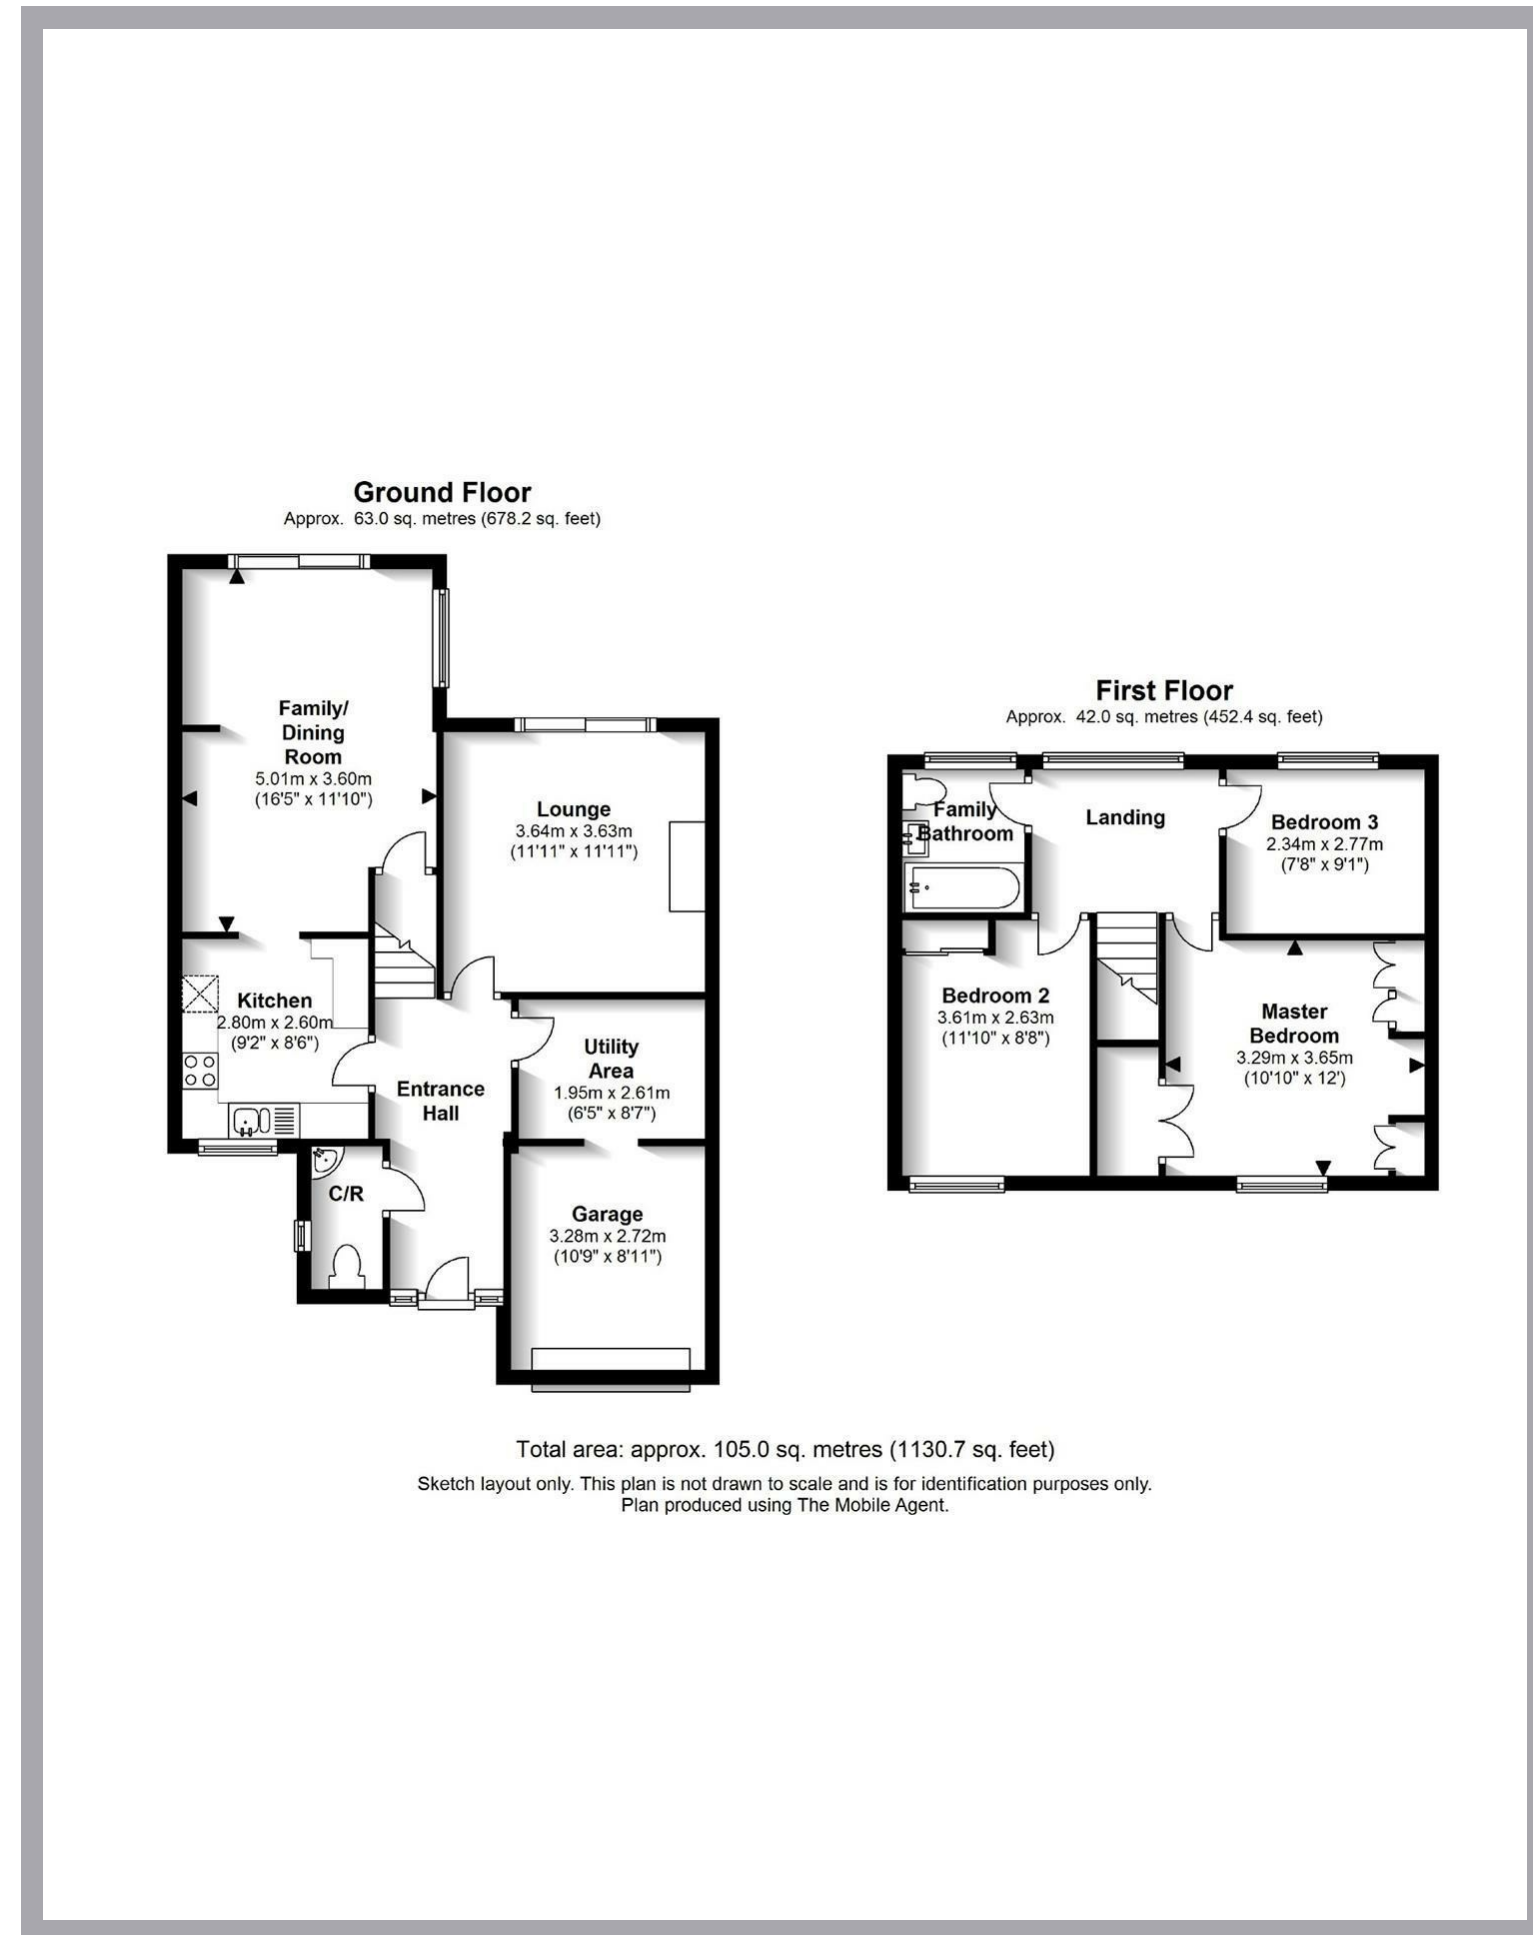 Ground Floor
Approx.  63.0 sq. metres (678.2 sq. feet)
Family/
Dining
Room
5.01m x 3.60m
(16'5" x 11'10")
Lounge
3.64m x 3.63m
(11'11" x 11'11")
Kitchen
2.80m x 2.60m
(9'2" x 8'6")
Utility
Area
1.95m x 2.61m
(6'5" x 8'7")
Entrance
Hall
C/R
Garage
3.28m x 2.72m
(10'9" x 8'11")
First Floor
Approx.  42.0 sq. metres (452.4 sq. feet)
Family
Bathroom
Landing
Bedroom 3
2.34m x 2.77m
(7'8" x 9'1")
Bedroom 2
3.61m x 2.63m
(11'10" x 8'8")
Master
Bedroom
3.29m x 3.65m
(10'10" x 12')
Total area: approx. 105.0 sq. metres (1130.7 sq. feet)
Sketch layout only. This plan is not drawn to scale and is for identification purposes only.
Plan produced using The Mobile Agent.